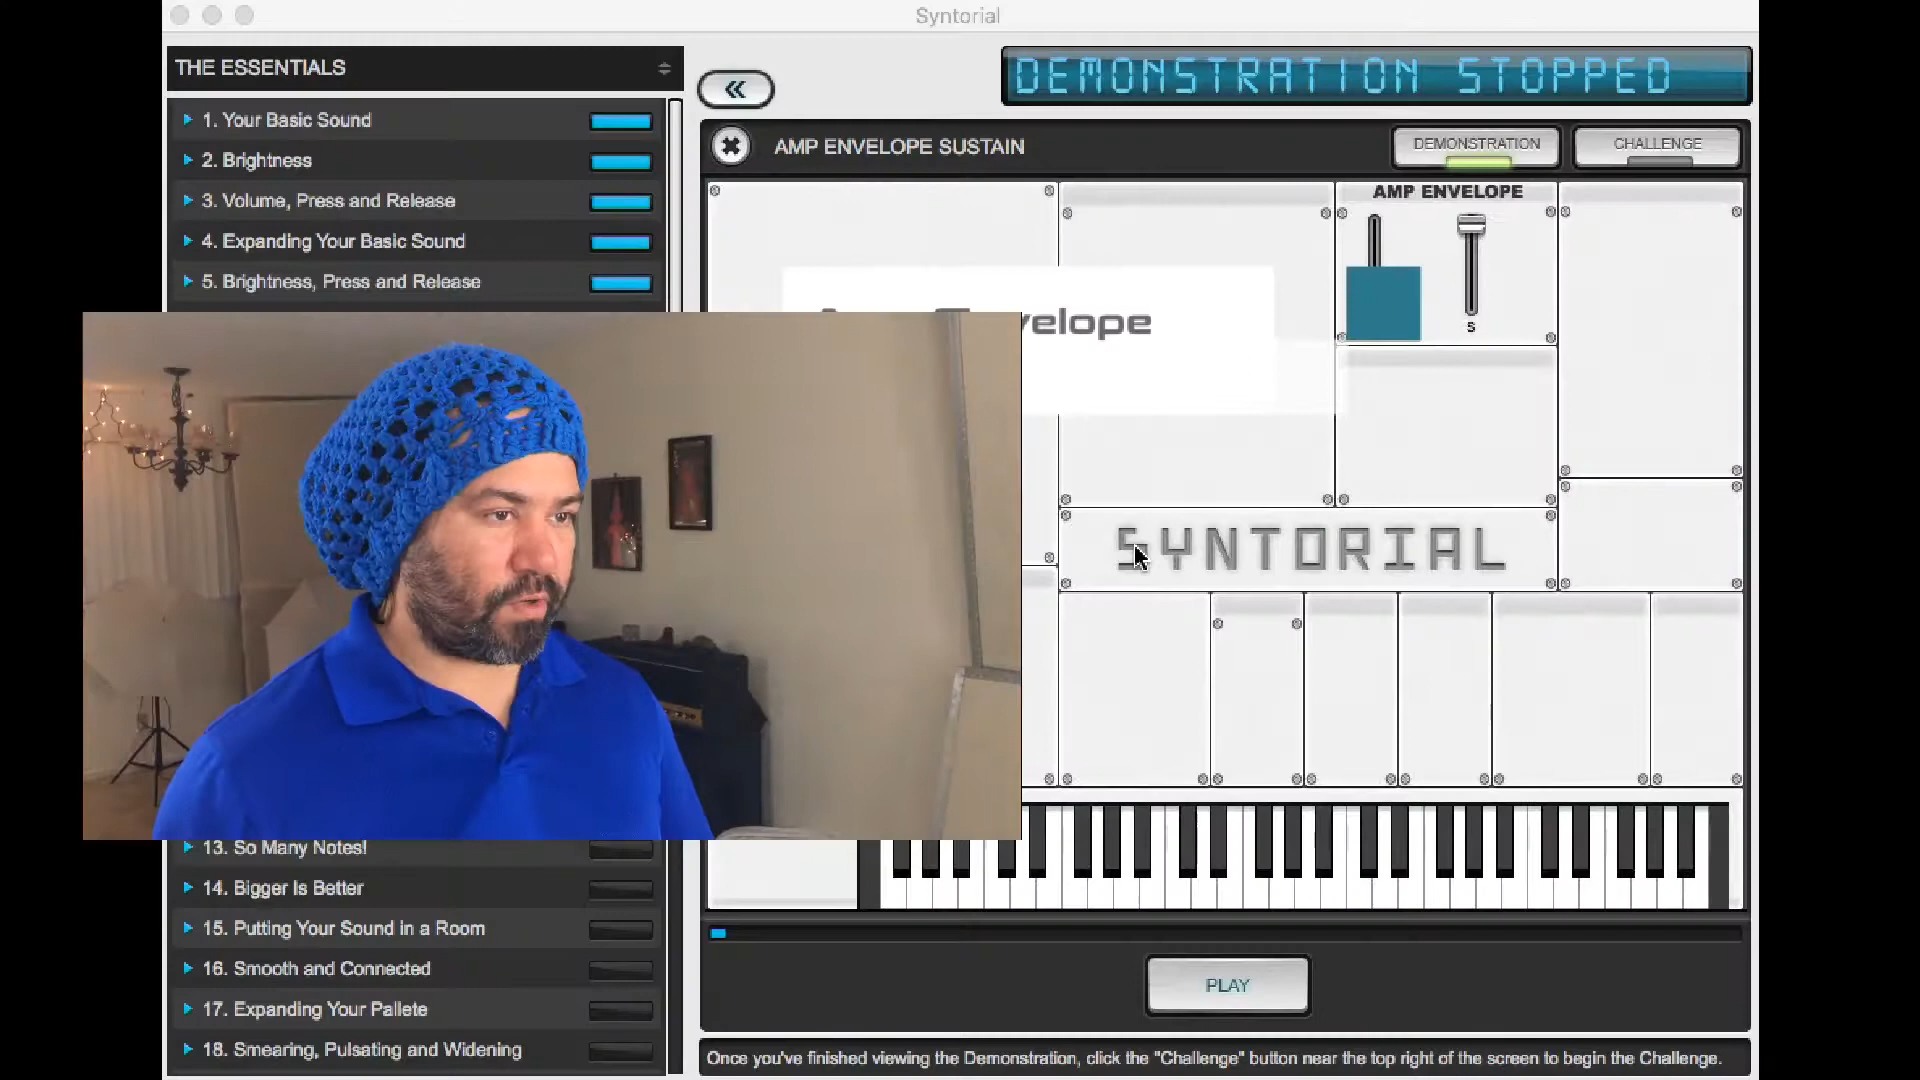 Syntorial
THE ESSENTIALS
DEMONSTRATION STOPPED
1. Your Basic Sound
2. Brightness
3. Volume, Press and Release
4. Expanding Your Basic Sound
5. Brightness, Press and Release
AMP ENVELOPE SUSTAIN
DEMONSTRATION
CHALLENGE
AMP ENVELOPE
S
velope
SYNTORIAL
13. So Many Notes!
14. Bigger Is Better
15. Putting Your Sound in a Room
16. Smooth and Connected
17. Expanding Your Pallete
18. Smearing, Pulsating and Widening
PLAY
Once you've finished viewing the Demonstration, click the "Challenge" button near the top right of the screen to begin the Challenge.